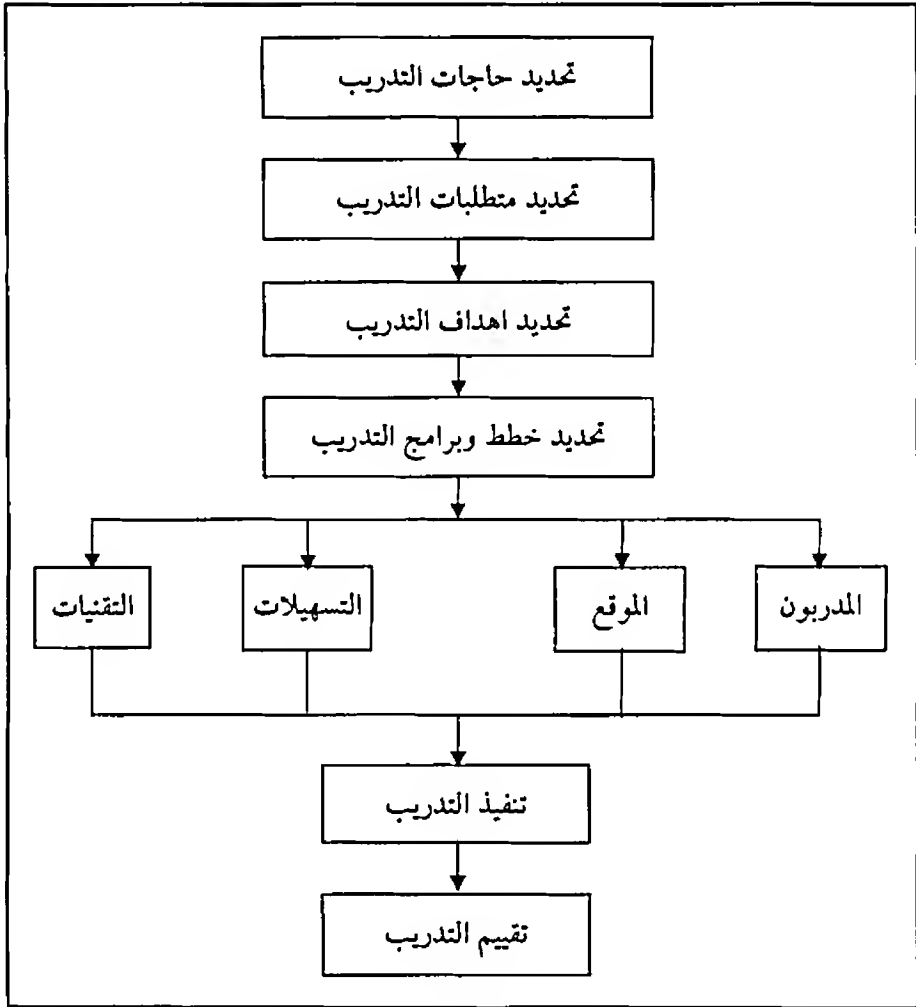 تحديد حاجات التدريب
تحديد متطلبات التدريب
تحديد اهداف التدريب
تحديد خطط وبرامج التدريب
المدربون
الموقع
التسهيلات
التقنيات
تنفيذ التدريب
تقييم التدريب